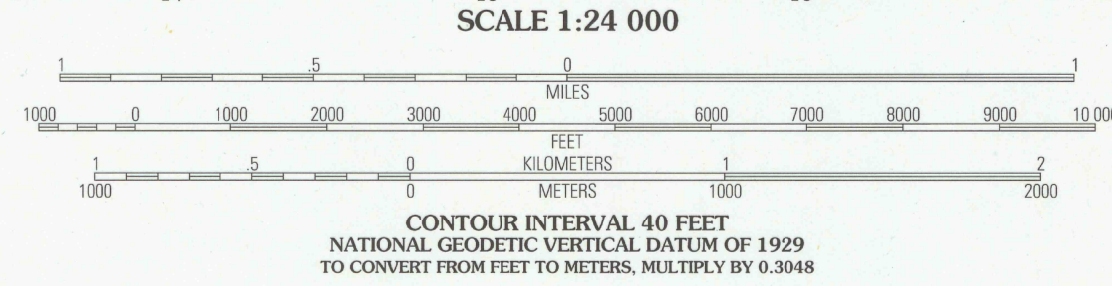 SCALE 1:24 000
1 .5 0 1
MILES
1000 0 1000 2000 3000 4000 5000 6000 7000 8000 9000 10 000
FEET
1 .5 0 KILOMETERS 1 2
1000 0 METERS 1000 2000
CONTOUR INTERVAL 40 FEET
NATIONAL GEODETIC VERTICAL DATUM OF 1929
TO CONVERT FROM FEET TO METERS, MULTIPLY BY 0.3048